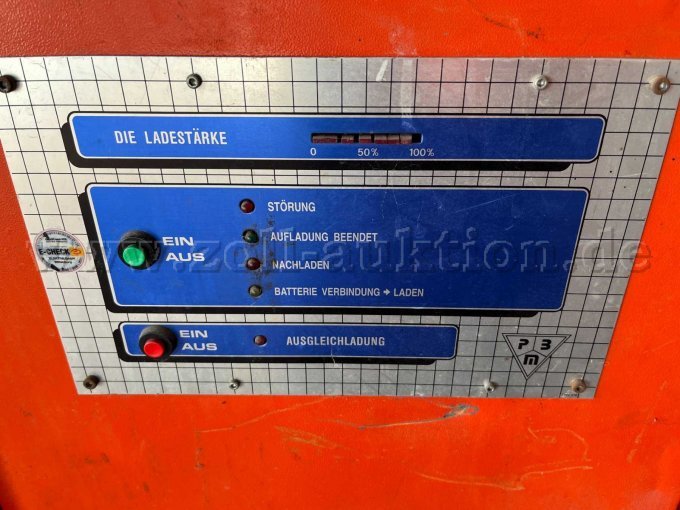 DIE LADESTÄRKE
0 50% 100%
STÖRUNG
AUFLADUNG BEENDET
EIN
AUS
NACHLADEN
BATTERIE VERBINDUNG → LADEN
E-CHECK
www.zoll-auktion.de
EIN
AUS
AUSGLEICHLADUNG
P B
M